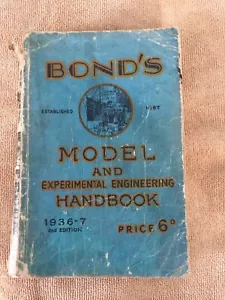 BOND'S
ESTABLISHED 1887
MODEL
AND
EXPERIMENTAL ENGINEERING
HANDBOOK
1936-7
2nd EDITION
PRICE 6D